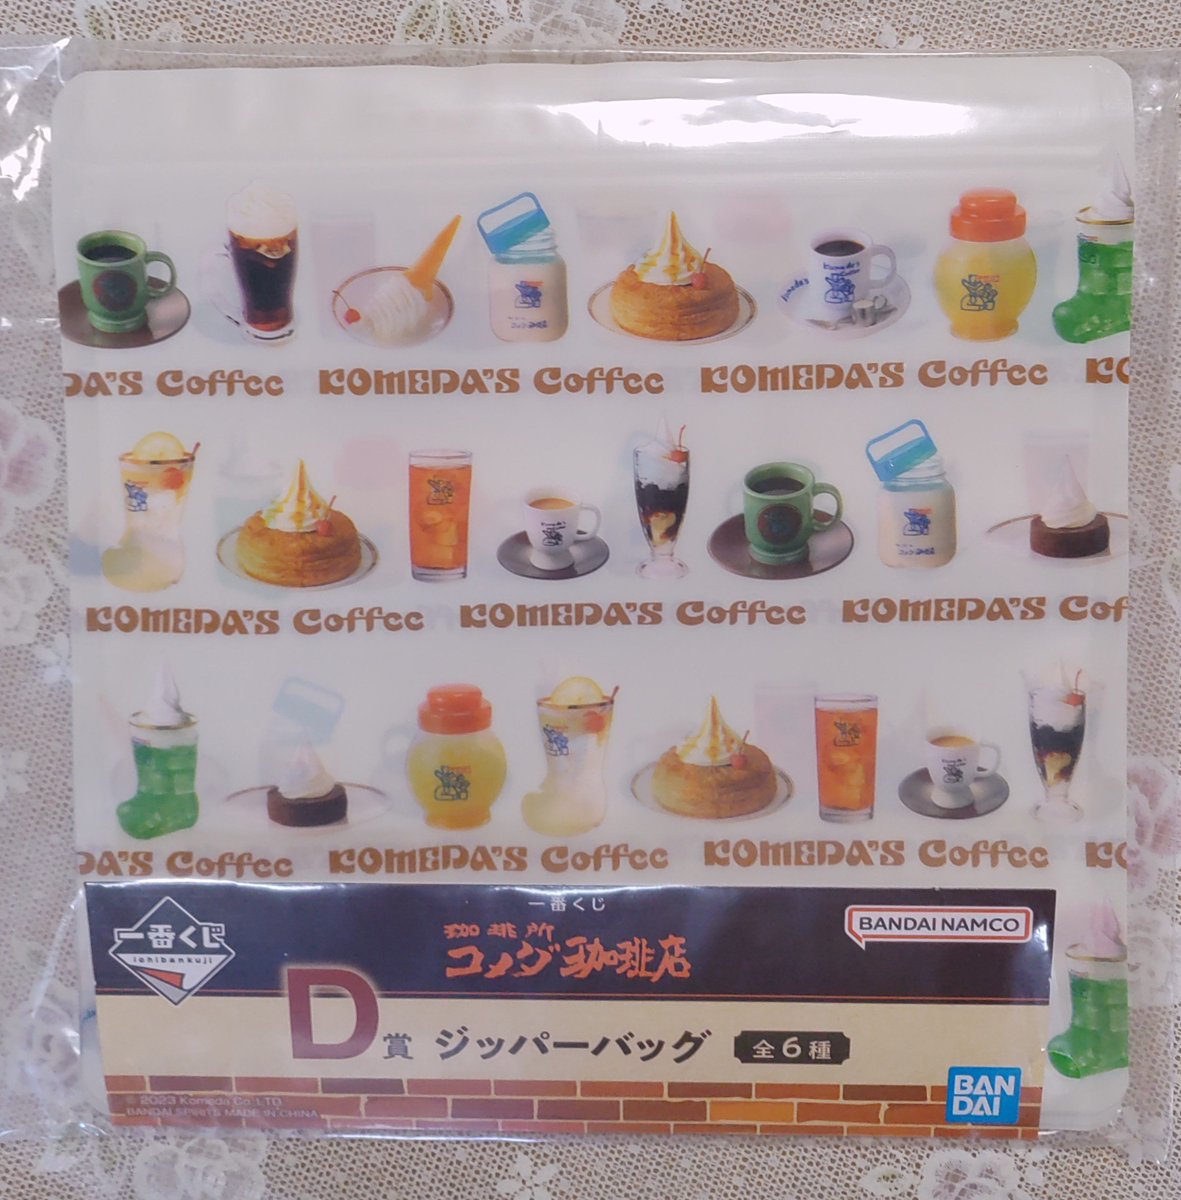 DA'S Coffee KOMEDA'S Coffee KOMEDA'S Coffee KO
KOMEDA'S Coffee KOMEDA'S Coffee KOMEDA'S Cof
DA'S Coffee KOMEDA'S Coffee KOMEDA'S Coffee KO
一番くじ
ichibankuji
一番くじ
珈琲所
コメダ珈琲店
BANDAI NAMCO
D賞 ジッパーバッグ 全6種
© 2023 Komeda Co.,LTD.
BANDAI SPIRITS MADE IN CHINA
BAN
DAI